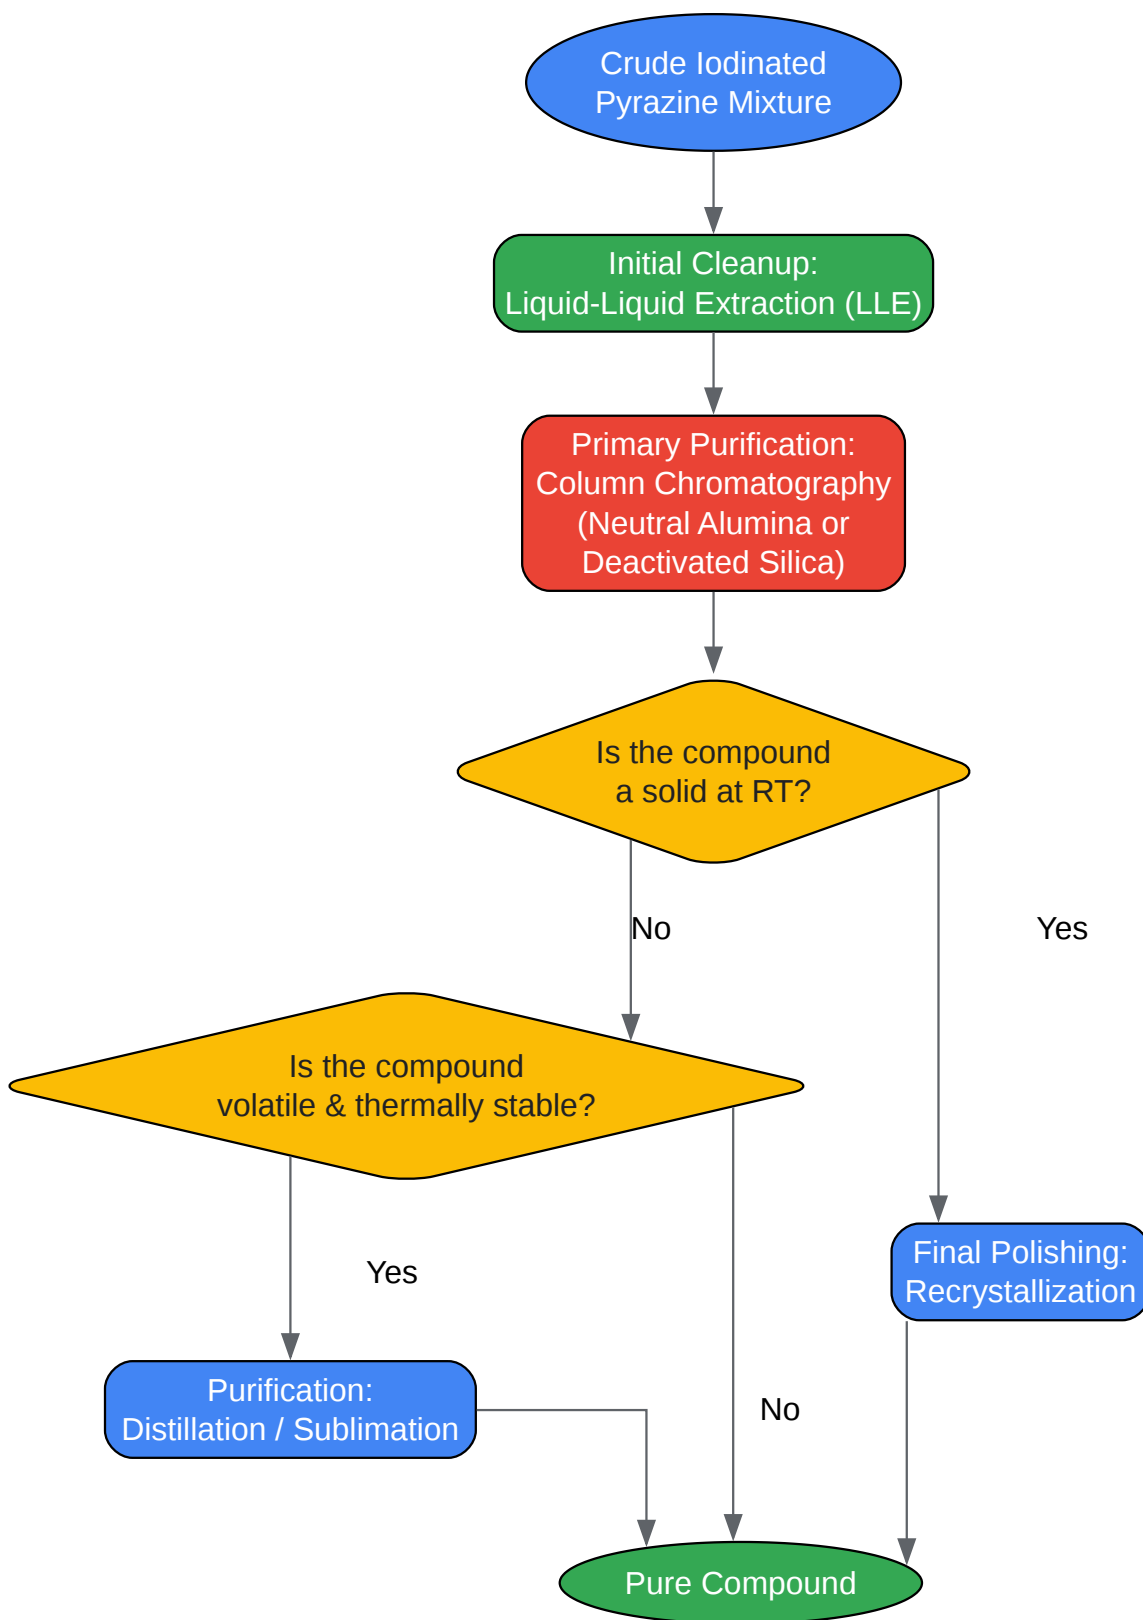 Crude Iodinated
Pyrazine Mixture
Initial Cleanup:
Liquid-Liquid Extraction (LLE)
Primary Purification:
Column Chromatography
(Neutral Alumina or
Deactivated Silica)
Is the compound
a solid at RT?
No
Yes
Is the compound
volatile & thermally stable?
Yes
Final Polishing:
Recrystallization
Purification:
Distillation / Sublimation
No
Pure Compound